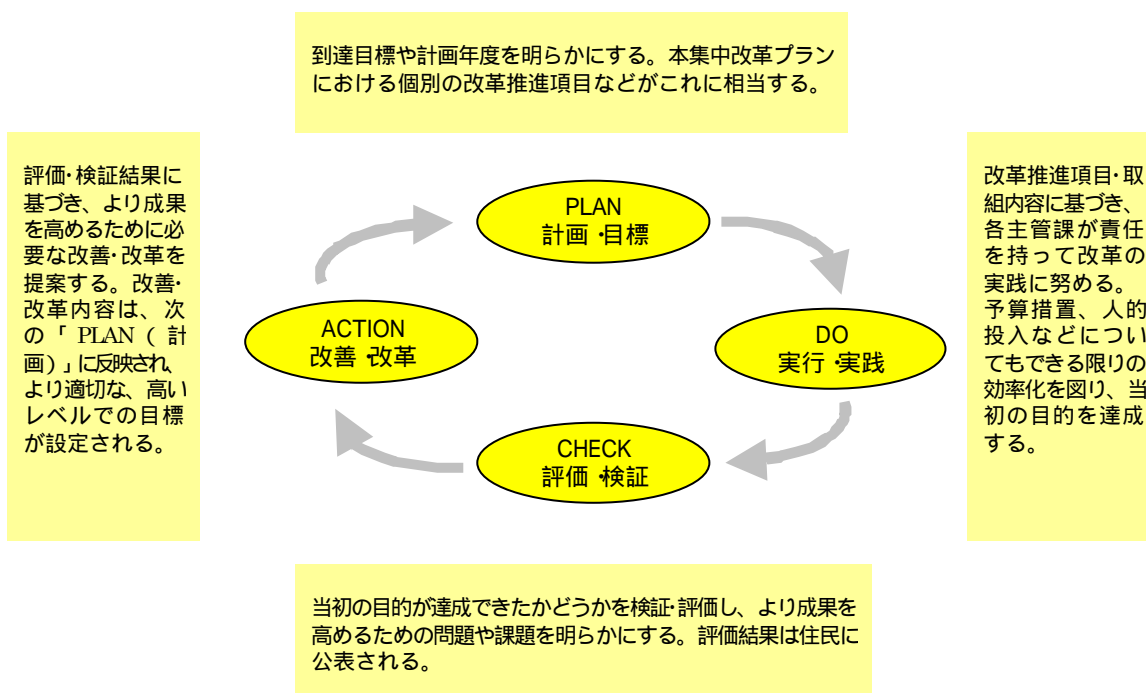 到達目標や計画年度を明らかにする。本集中改革プラン
における個別の改革推進項目などがこれに相当する。
評価・検証結果に
基づき、より成果
を高めるために必
要な改善・改革を
提案する。改善・
改革内容は、次
の「PLAN（計
画）」に反映され、
より適切な、高い
レベルでの目標
が設定される。
PLAN
計画・目標
ACTION
改善・改革
DO
実行・実践
CHECK
評価・検証
改革推進項目・取
組内容に基づき、
各主管課が責任
を持って改革の
実践に努める。
予算措置、人的
投入などについ
てもできる限りの
効率化を図り、当
初の目的を達成
する。
当初の目的が達成できたかどうかを検証・評価し、より成果を
高めるための問題や課題を明らかにする。評価結果は住民に
公表される。